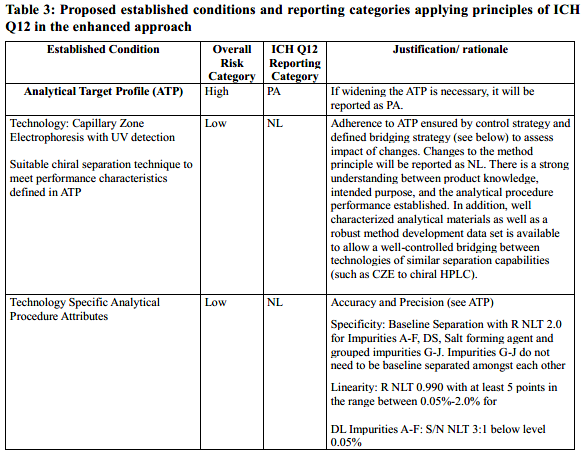 Table 3: Proposed established conditions and reporting categories applying principles of ICH
Q12 in the enhanced approach
Established Condition
Overall
Risk
Category
ICH Q12
Reporting
Category
Justification/ rationale
Analytical Target Profile (ATP)
High
PA
If widening the ATP is necessary, it will be
reported as PA.
Technology: Capillary Zone
Electrophoresis with UV detection
Suitable chiral separation technique to
meet performance characteristics
defined in ATP
Low
NL
Adherence to ATP ensured by control strategy and
defined bridging strategy (see below) to assess
impact of changes. Changes to the method
principle will be reported as NL. There is a strong
understanding between product knowledge,
intended purpose, and the analytical procedure
performance established. In addition, well
characterized analytical materials as well as a
robust method development data set is available
to allow a well-controlled bridging between
technologies of similar separation capabilities
(such as CZE to chiral HPLC).
Technology Specific Analytical
Procedure Attributes
Low
NL
Accuracy and Precision (see ATP)
Specificity: Baseline Separation with R NLT 2.0
for Impurities A-F, DS, Salt forming agent and
grouped impurities G-J. Impurities G-J do not
need to be baseline separated amongst each other
Linearity: R NLT 0.990 with at least 5 points in
the range between 0.05%-2.0% for
DL Impurities A-F: S/N NLT 3:1 below level
0.05%